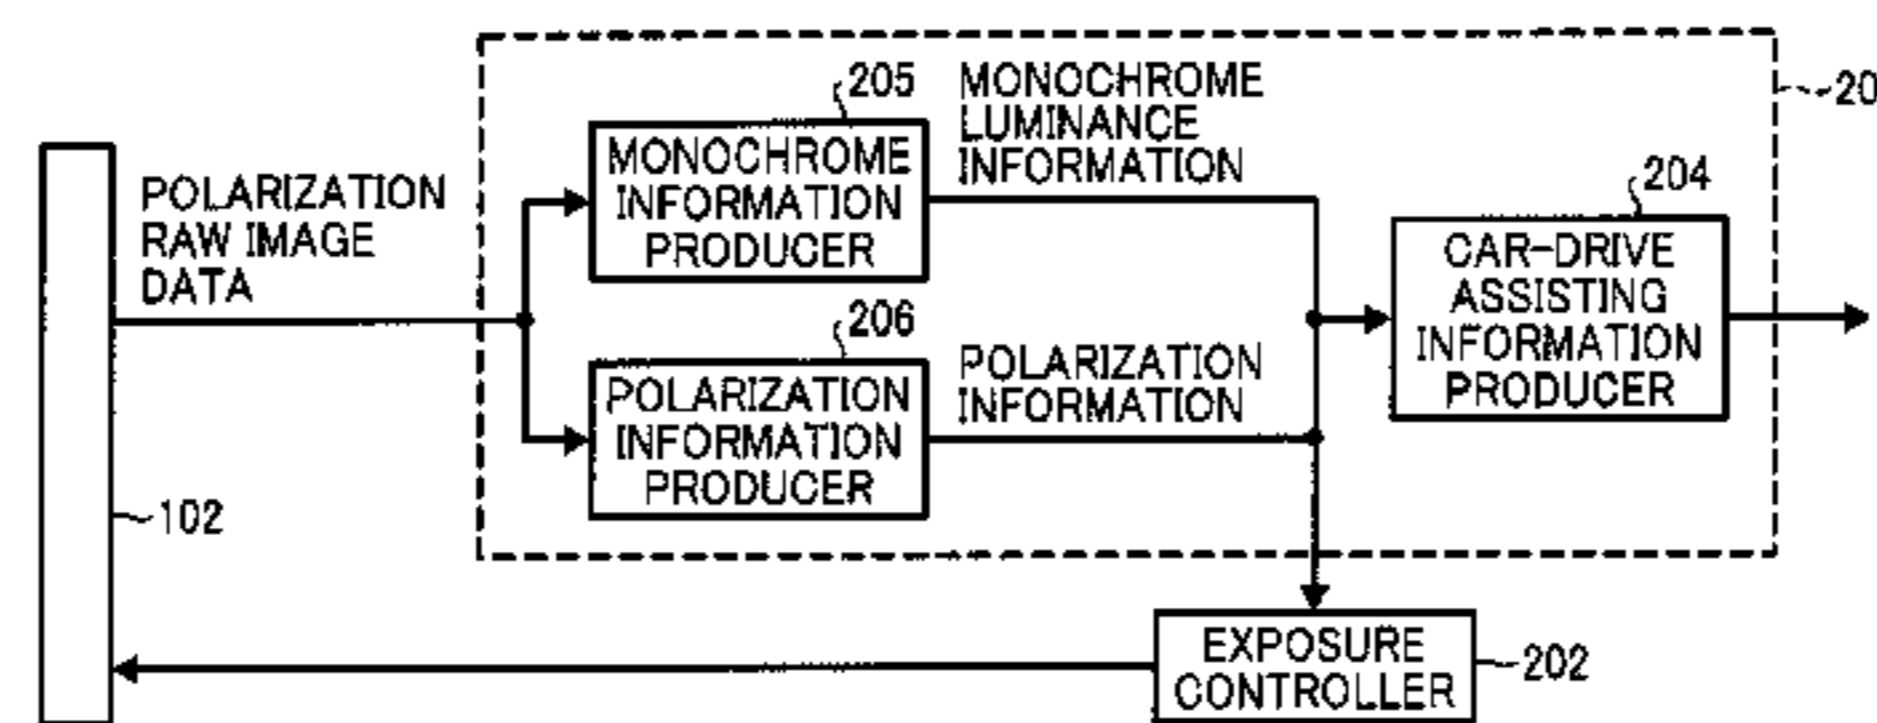 205
MONOCHROME
LUMINANCE
INFORMATION
20
MONOCHROME
INFORMATION
PRODUCER
204
POLARIZATION
RAW IMAGE
DATA
CAR-DRIVE
ASSISTING
INFORMATION
PRODUCER
206
POLARIZATION
INFORMATION
POLARIZATION
INFORMATION
PRODUCER
102
EXPOSURE
CONTROLLER
202